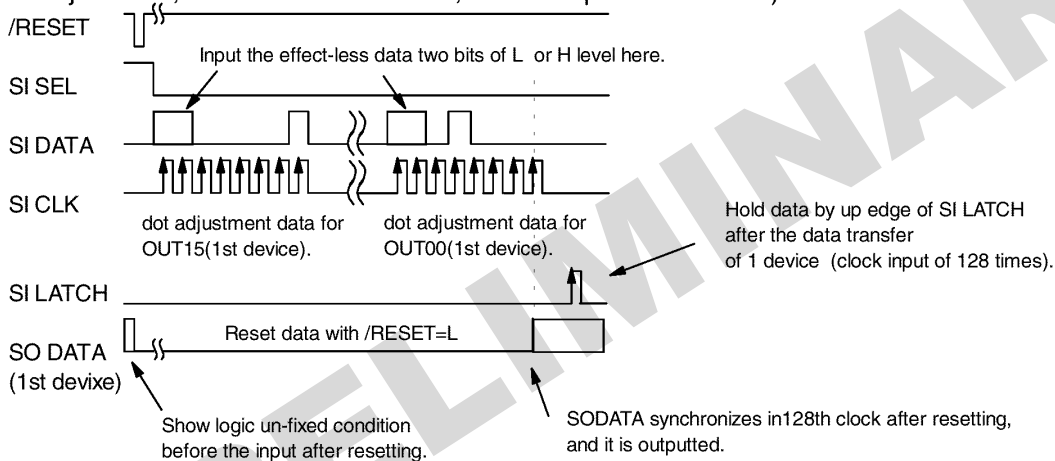 /RESET
Input the effect-less data two bits of L or H level here.
SI SEL
SI DATA
SI CLK
dot adjustment data for
OUT15(1st device).
dot adjustment data for
OUT00(1st device).
Hold data by up edge of SI LATCH
after the data transfer
of 1 device (clock input of 128 times).
SI LATCH
Reset data with /RESET=L
SO DATA
(1st devixe)
Show logic un-fixed condition
before the input after resetting.
SODATA synchronizes in128th clock after resetting,
and it is outputted.